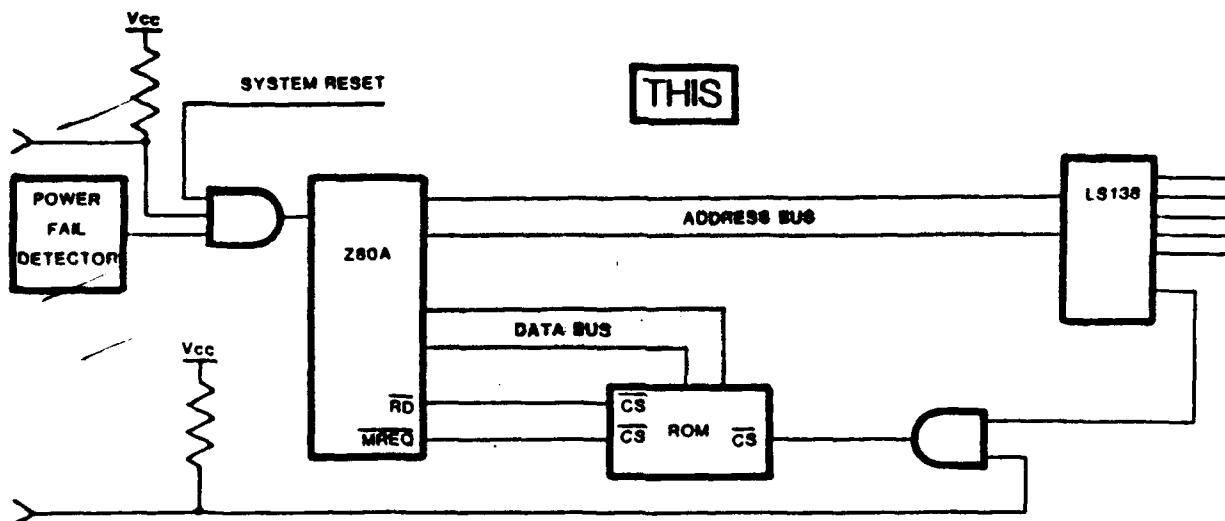 Vcc
SYSTEM RESET
THIS
POWER
FAIL
DETECTOR
Z80A
ADDRESS BUS
LS138
DATA BUS
Vcc
RD
MREQ
CS
CS
ROM
CS